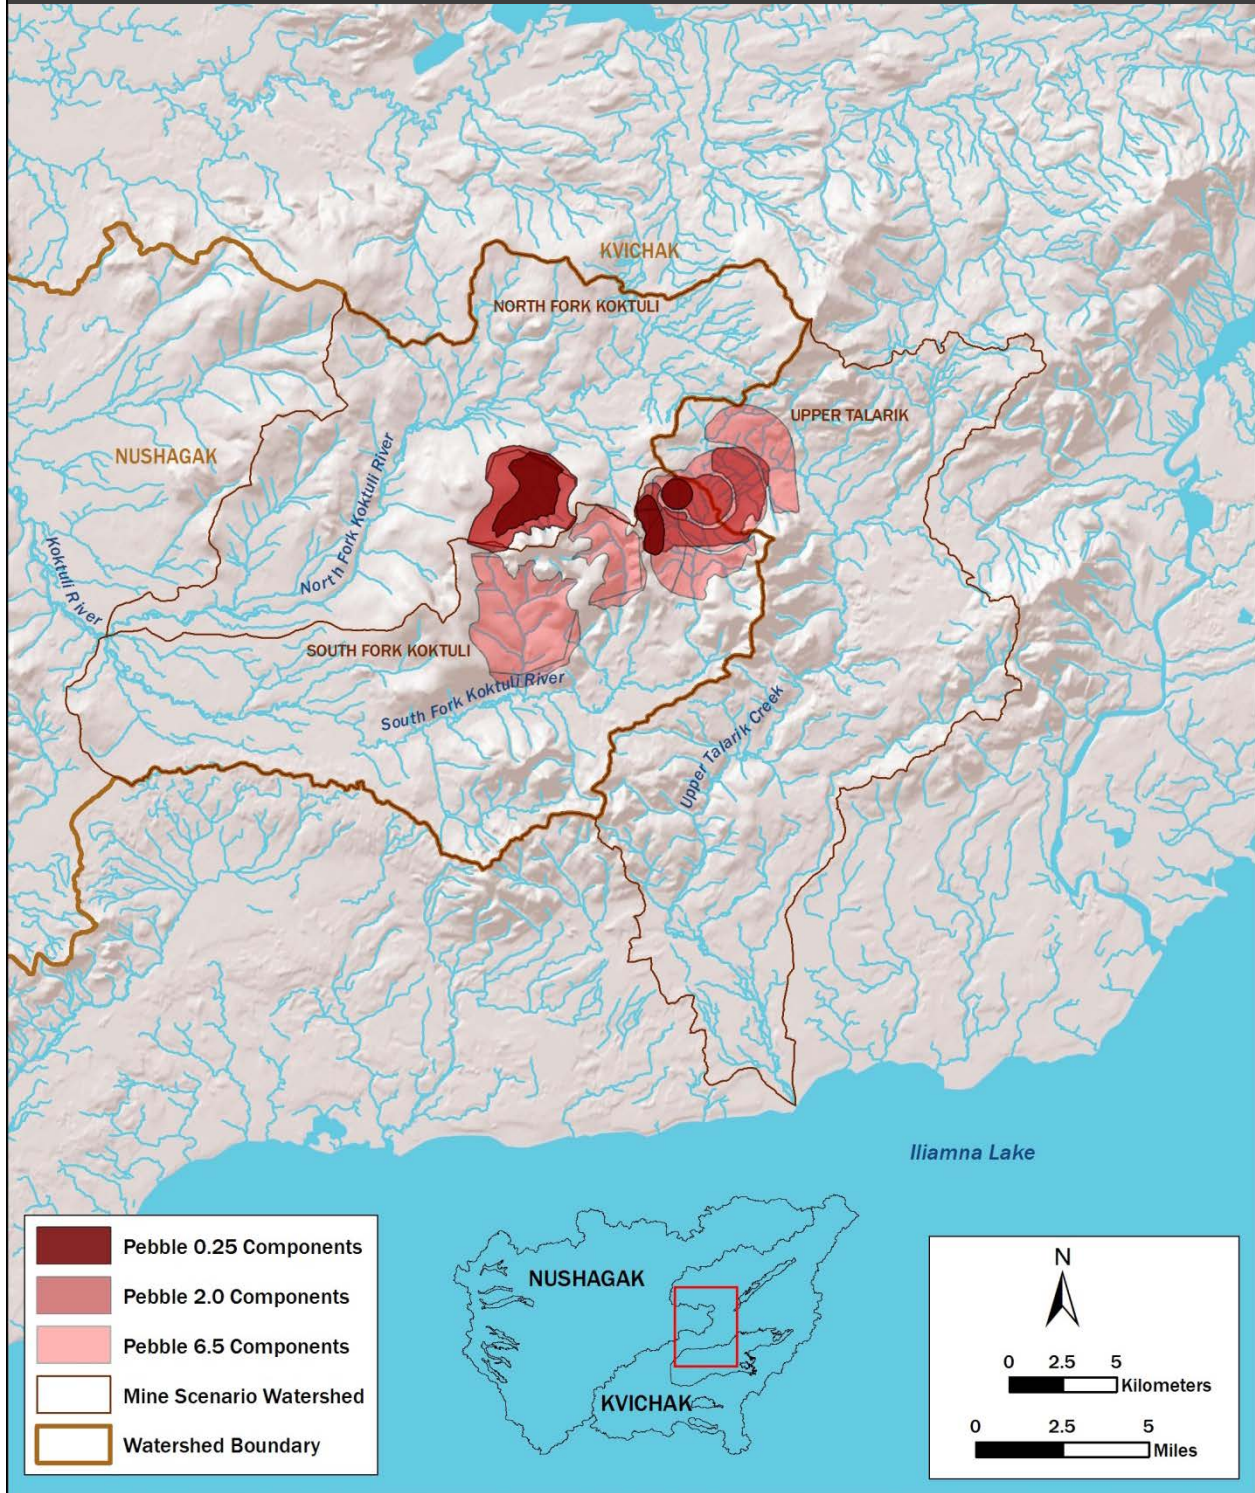 KVICHAK
NORTH FORK KOKTULI
UPPER TALARIK
NUSHAGAK
North Fork Koktuli River
Koktuli River
SOUTH FORK KOKTULI
South Fork Koktuli River
Upper Talarik Creek
Iliamna Lake
Pebble 0.25 Components
Pebble 2.0 Components
Pebble 6.5 Components
Mine Scenario Watershed
Watershed Boundary
NUSHAGAK
KVICHAK
N
0 2.5 5
Kilometers
0 2.5 5
Miles